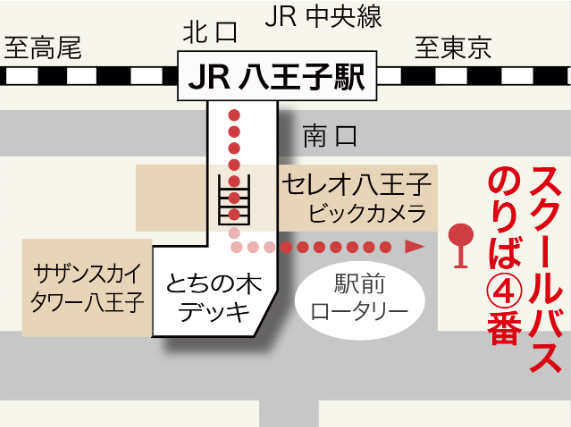 JR 中央線
北口
至高尾
至東京
JR 八王子駅
南口
セレオ八王子
ビックカメラ
スクールバス
のりば④番
サザンスカイ
タワー八王子
とちの木
デッキ
駅前
ロータリー